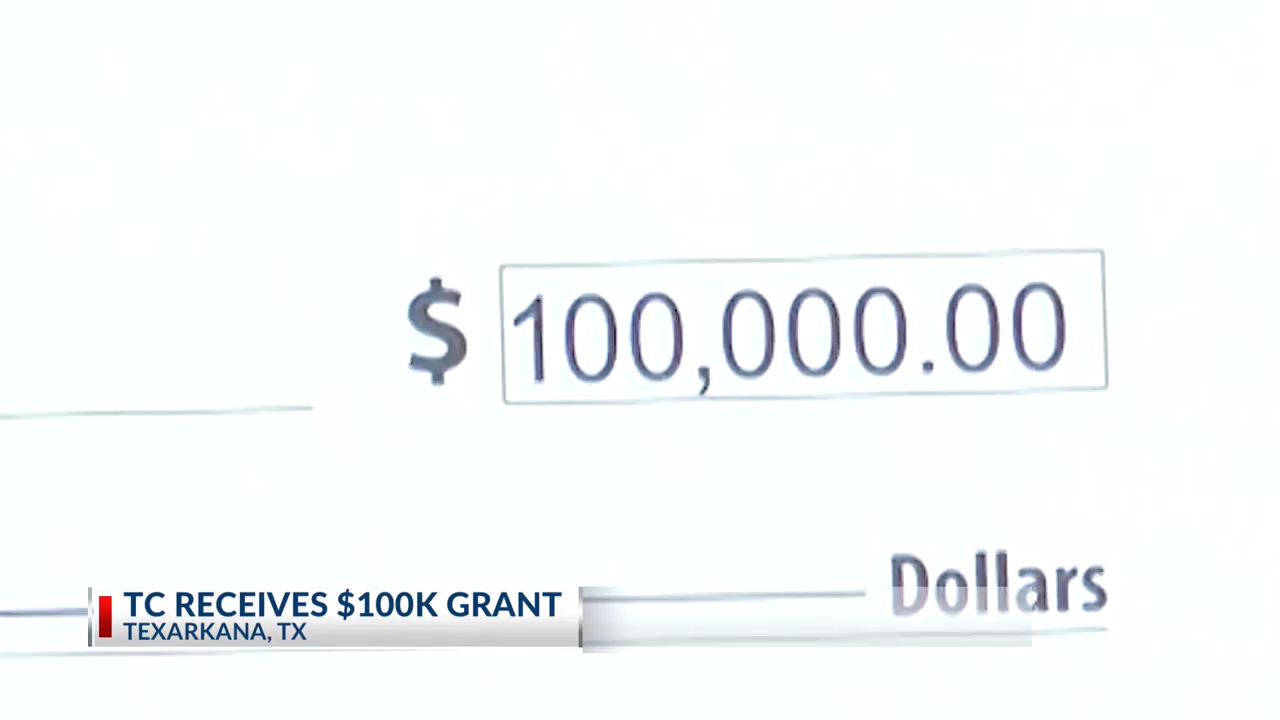 $ 100,000.00
Dollars
TC RECEIVES $100K GRANT
TEXARKANA, TX